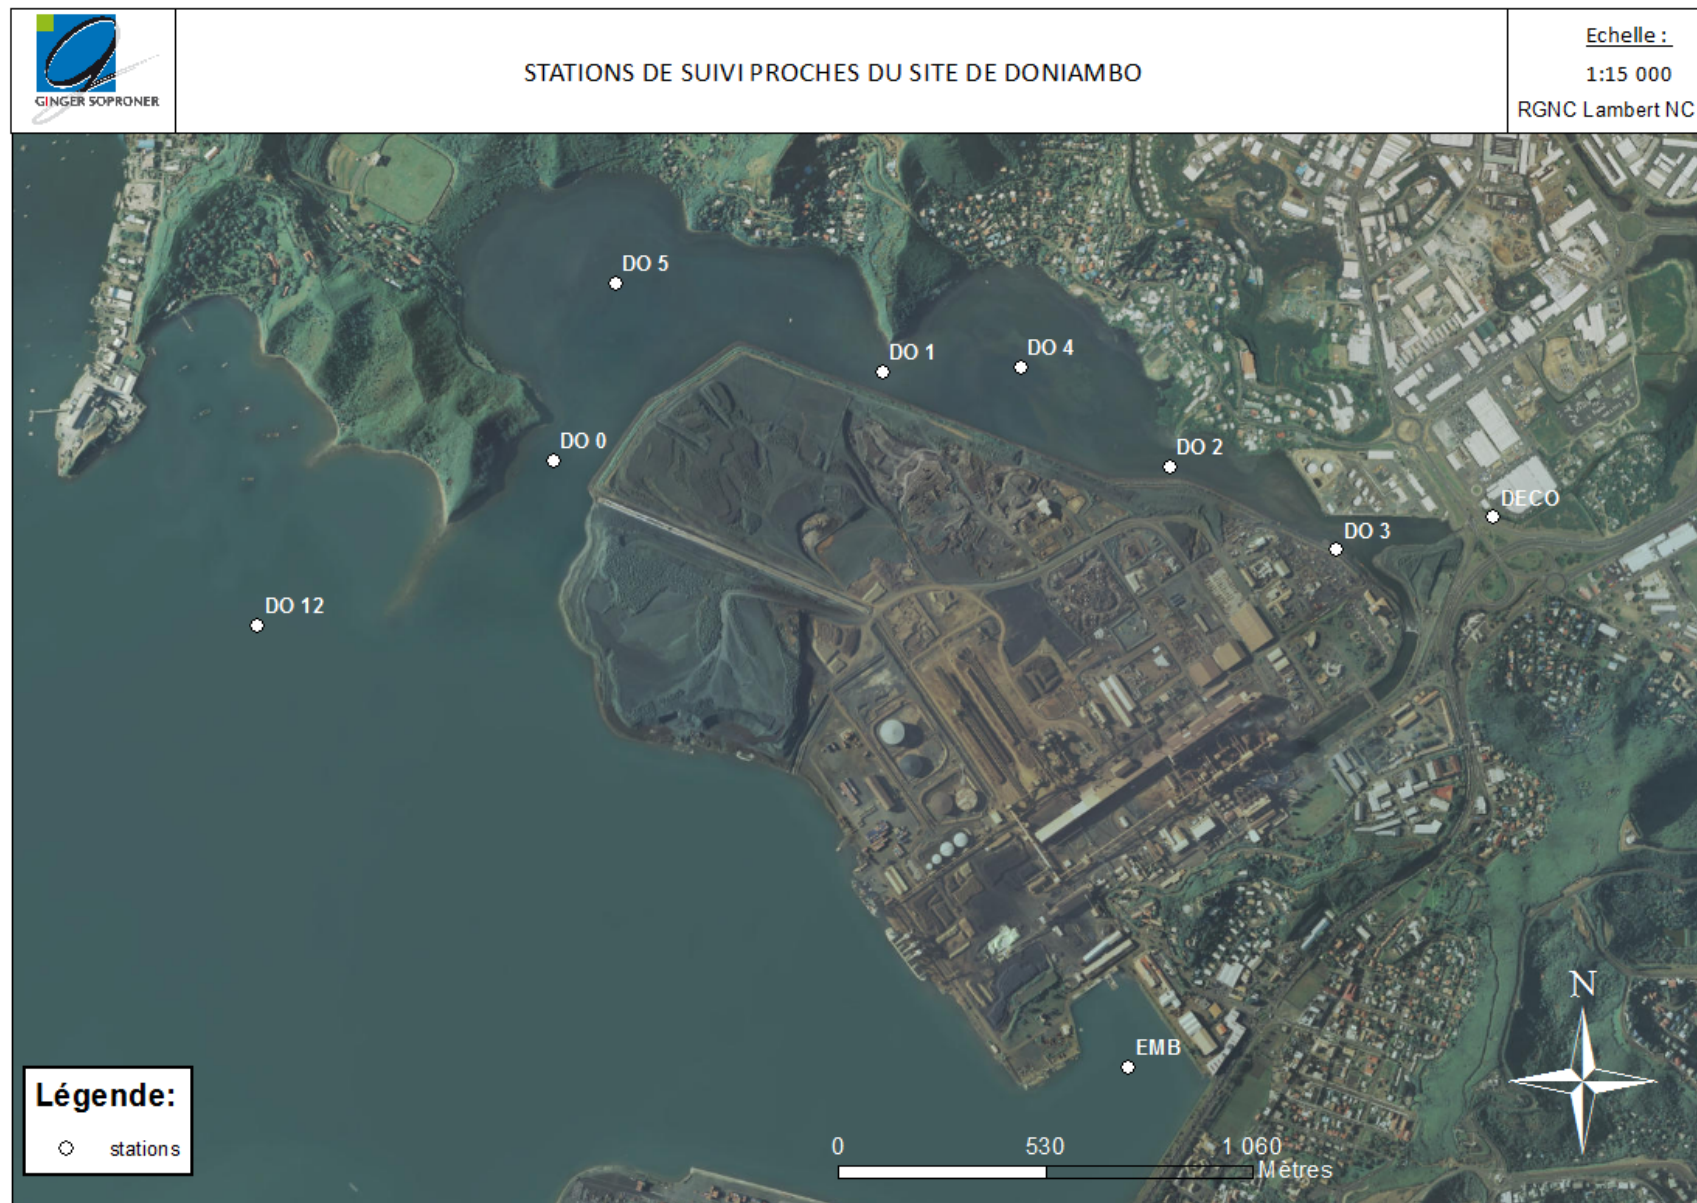 GINGER SOPRONER
STATIONS DE SUIVI PROCHES DU SITE DE DONIAMBO
Echelle :
1:15 000
RGNC Lambert NC
DO 5
DO 1
DO 4
DO 0
DO 2
DECO
DO 3
DO 12
N
EMB
Légende:
stations
0 530 1 060
Mètres